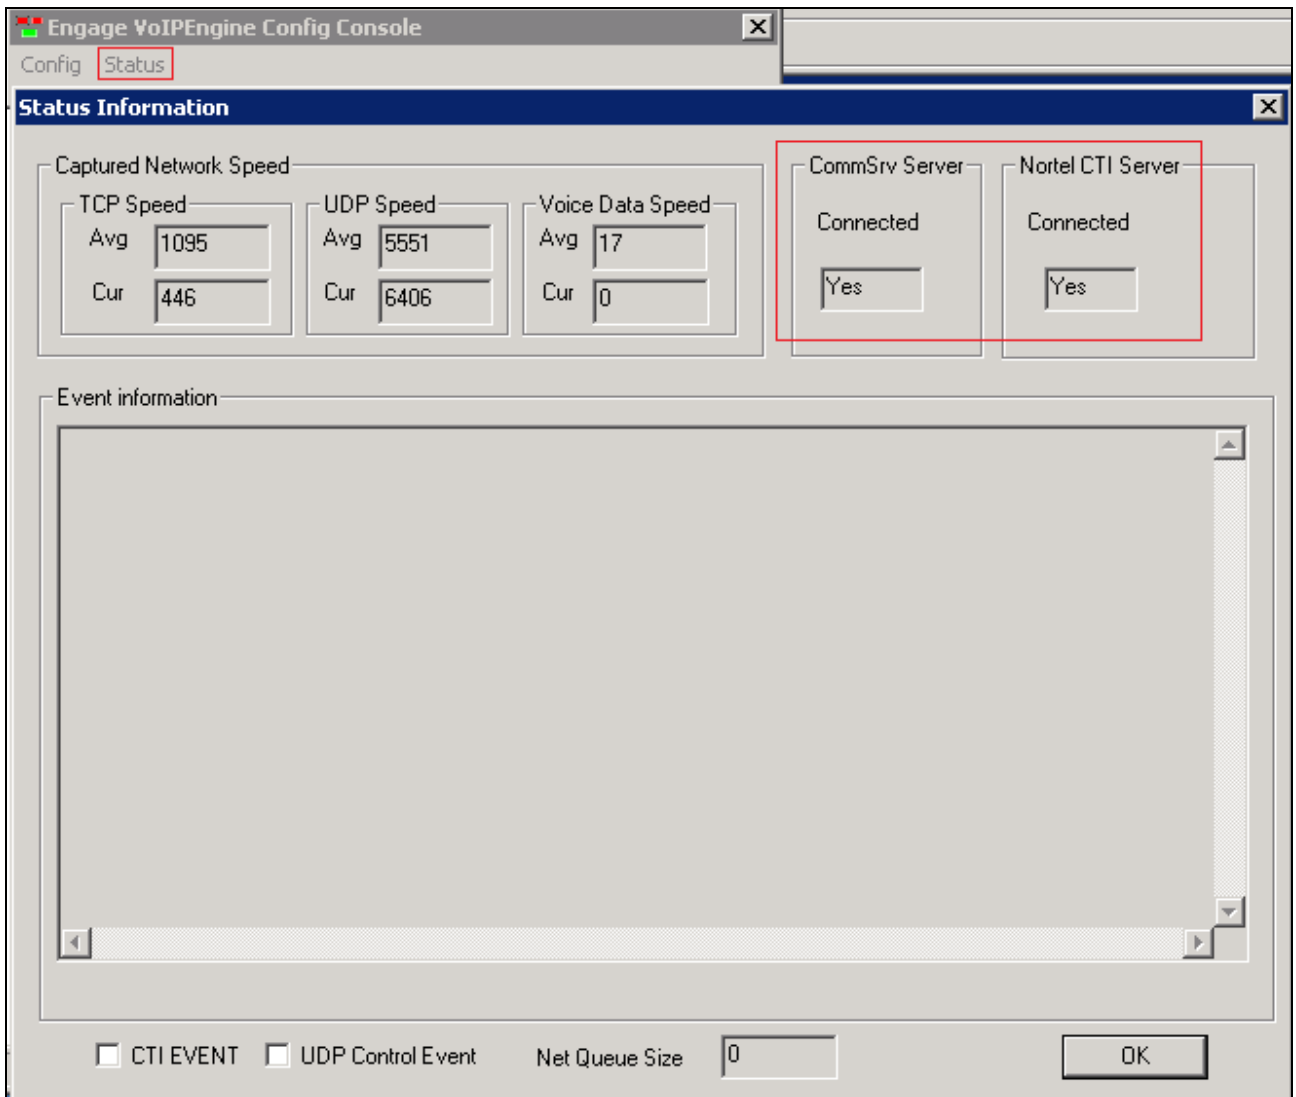 Engage VoIPEngine Config Console
Config Status
Status Information
Captured Network Speed
CommSrv Server
Nortel CTI Server
TCP Speed
UDP Speed
Voice Data Speed
Avg 1095
Avg 5551
Avg 17
Connected
Connected
Cur 446
Cur 6406
Cur 0
Yes
Yes
Event information
CTI EVENT
UDP Control Event
Net Queue Size 0
OK